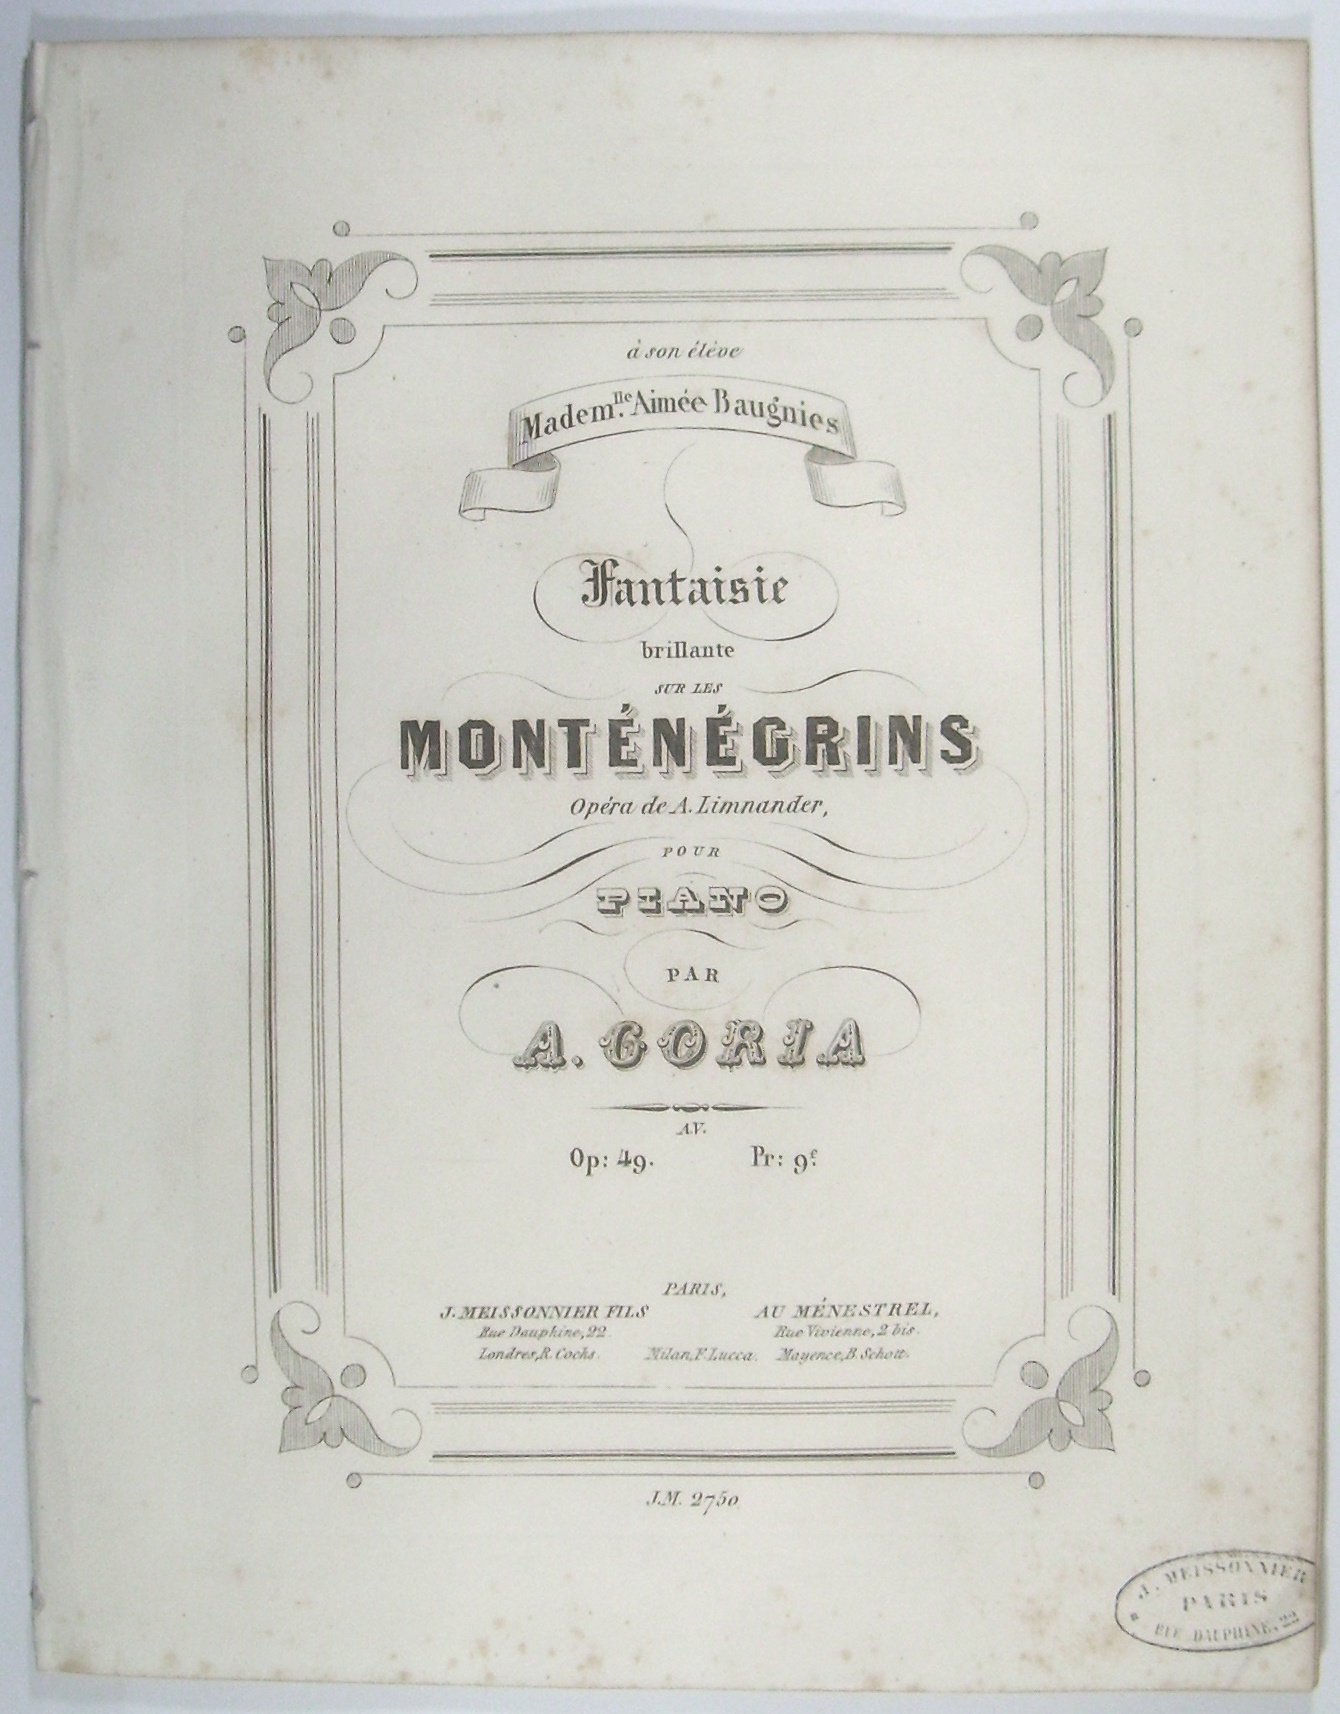 à son élève
Madem.lle Aimée Baugnies
Fantaisie
brillante
SUR LES
MONTÉNÉGRINS
Opéra de A. Limnander,
POUR
PIANO
PAR
A. GORIA
A.V.
Op: 49. Pr: 9f.
PARIS,
J. MEISSONNIER FILS AU MÉNESTREL,
Rue Dauphine, 22. Rue Vivienne, 2 bis.
Londres, R. Cocks. Milan, F. Lucca. Mayence, B. Schott.
J.M. 2750.
J. MEISSONNIER
PARIS
RUE DAUPHINE, 22